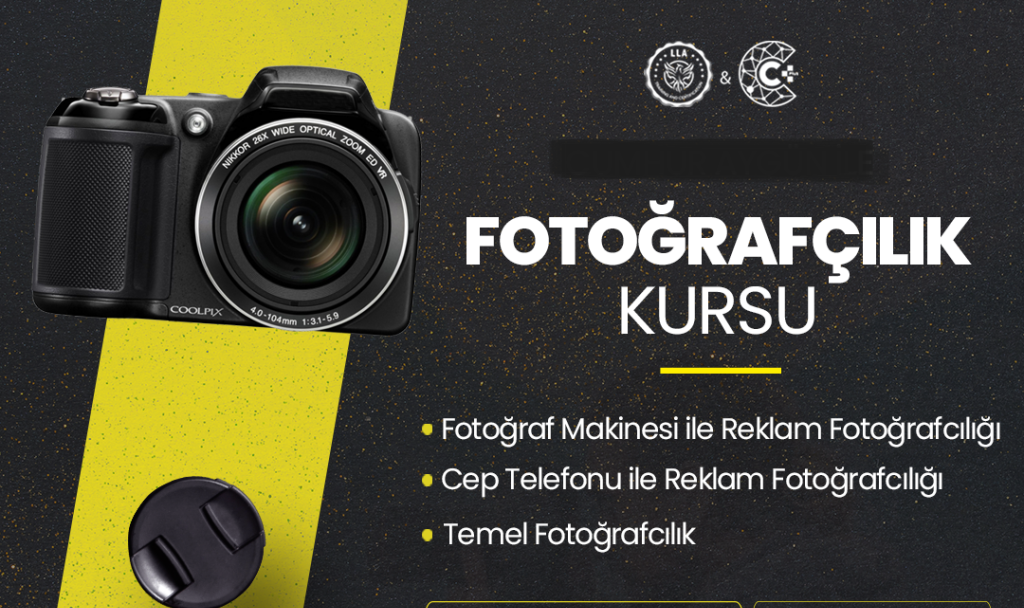 LLA
&
C
NIKKOR 26X WIDE OPTICAL ZOOM ED VR
COOLPIX
4.0-104mm 1:3.1-5.9
FOTOĞRAFÇILIK
KURSU
• Fotoğraf Makinesi ile Reklam Fotoğrafcılığı
• Cep Telefonu ile Reklam Fotoğrafcılığı
• Temel Fotoğrafcılık